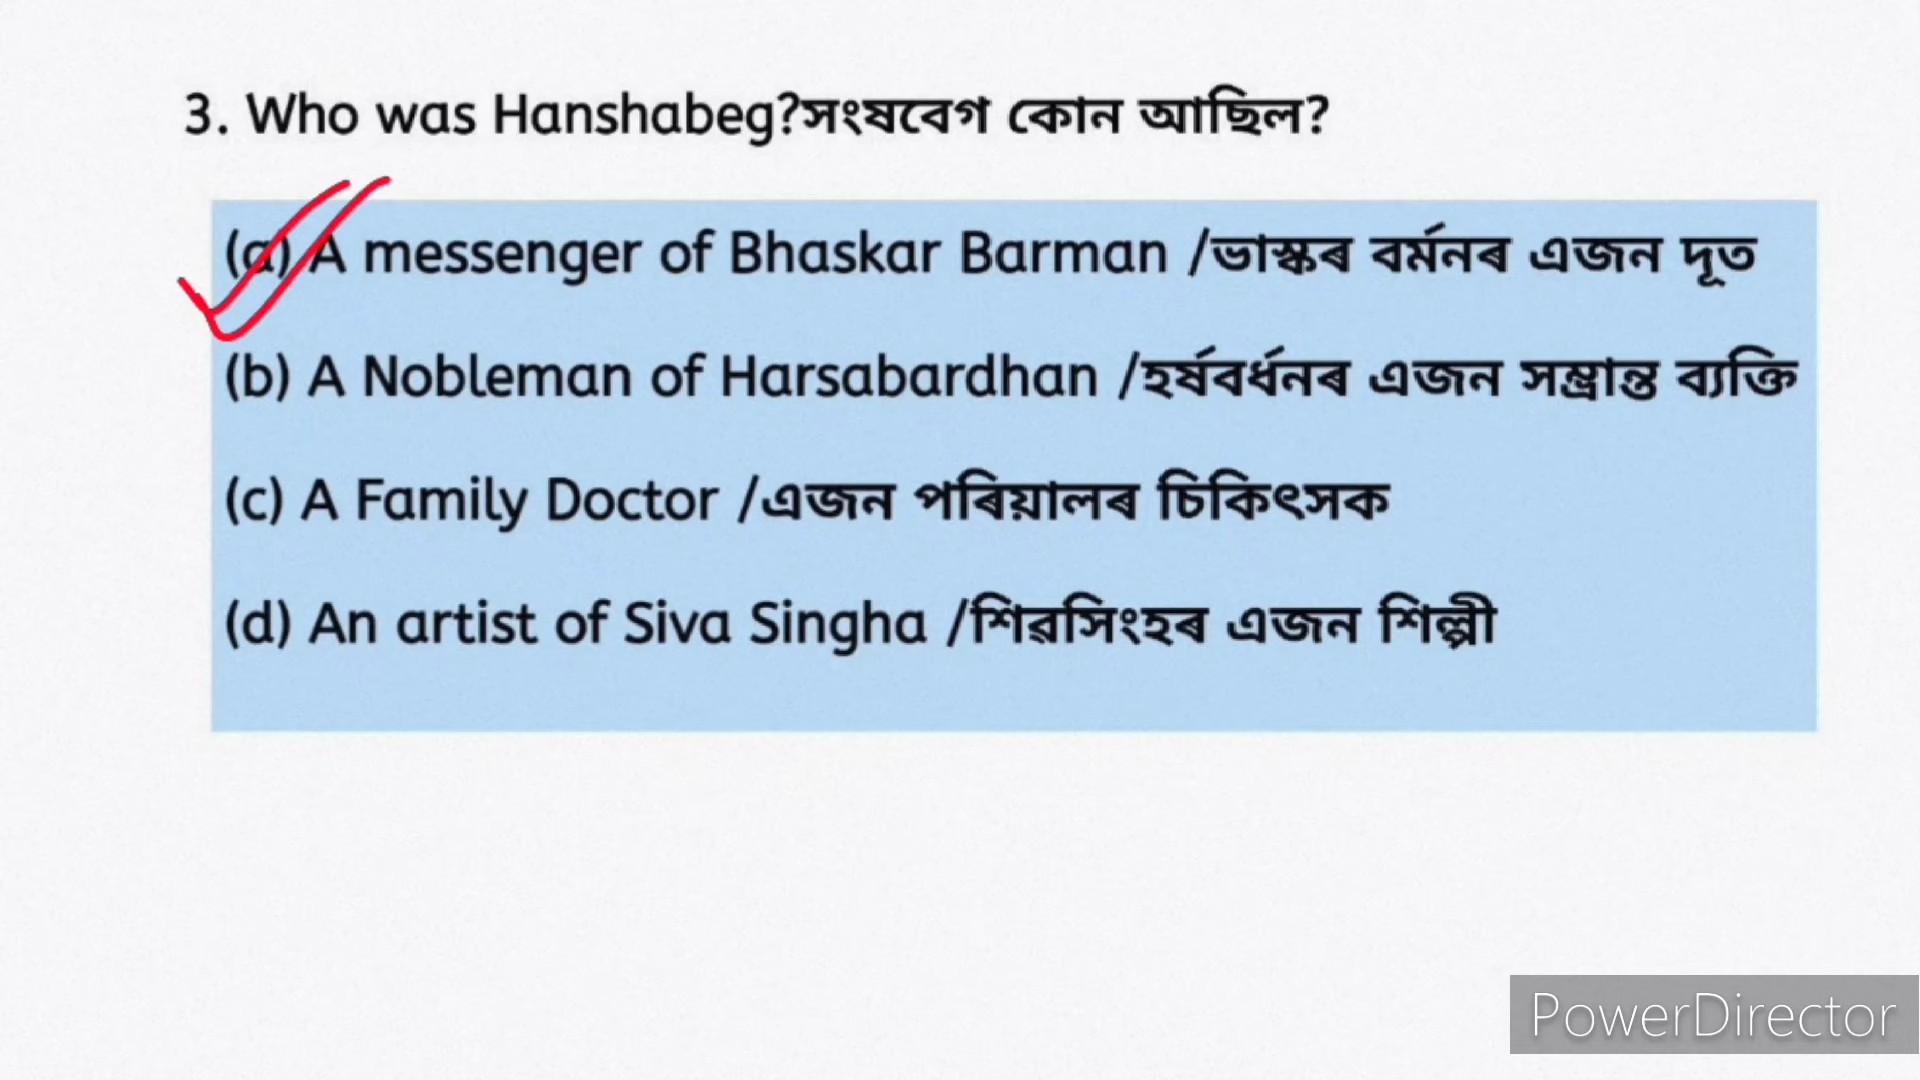 3. Who was Hanshabeg?সংষবেগ কোন আছিল?
(a) A messenger of Bhaskar Barman /ভাস্কৰ বৰ্মনৰ এজন দূত
(b) A Nobleman of Harsabardhan /হৰ্ষবৰ্ধনৰ এজন সম্ভ্ৰান্ত ব্যক্তি
(c) A Family Doctor /এজন পৰিয়ালৰ চিকিৎসক
(d) An artist of Siva Singha /শিৱসিংহৰ এজন শিল্পী
PowerDirector